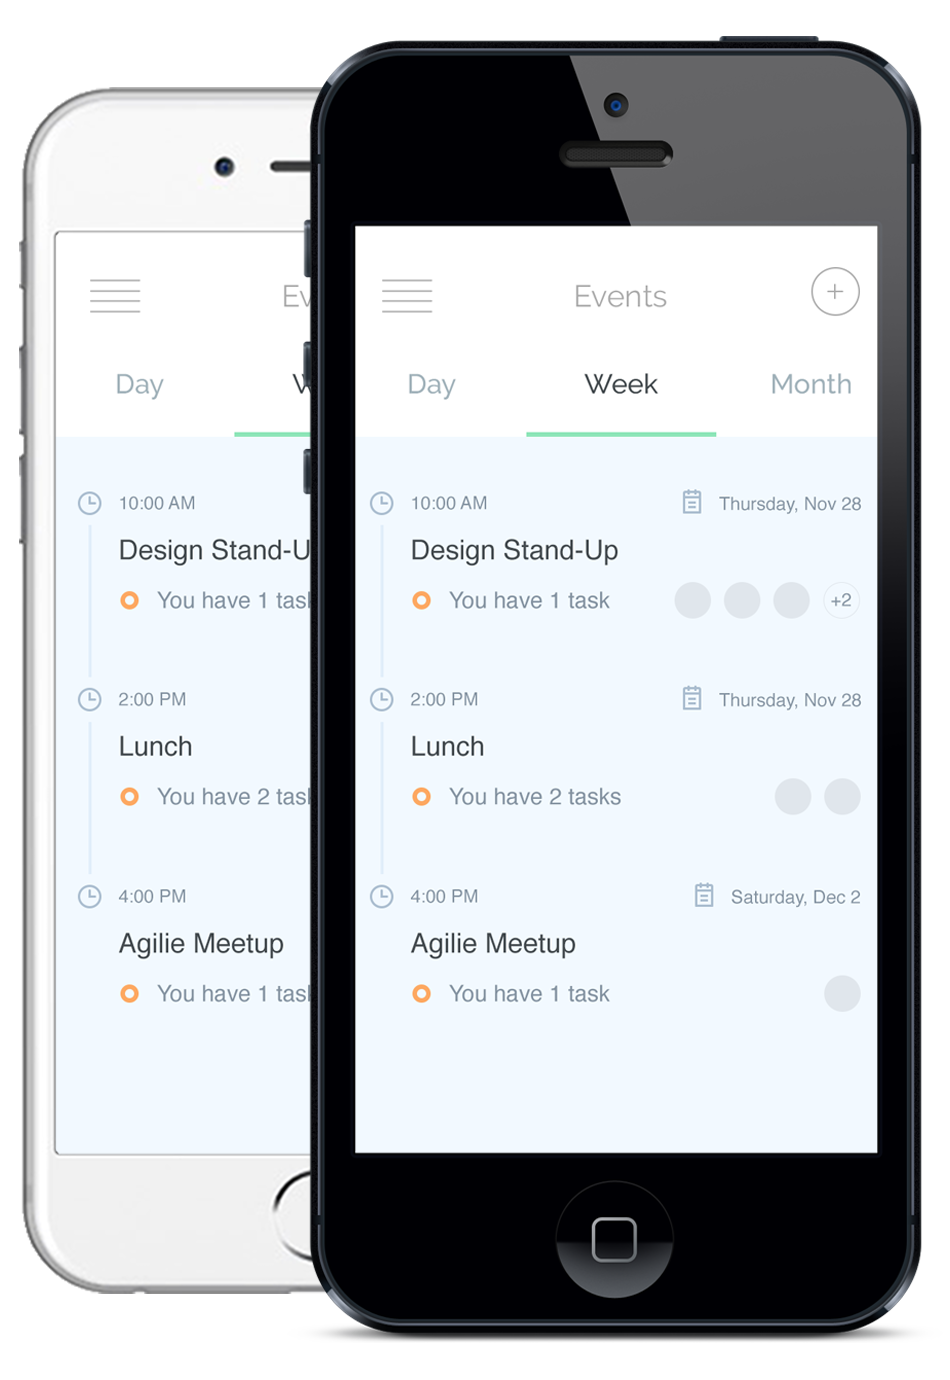 Ev
Day
W
10:00 AM
Design Stand-U
You have 1 task
2:00 PM
Lunch
You have 2 task
4:00 PM
Agilie Meetup
You have 1 task
Events
Day Week Month
10:00 AM Thursday, Nov 28
Design Stand-Up
You have 1 task +2
2:00 PM Thursday, Nov 28
Lunch
You have 2 tasks
4:00 PM Saturday, Dec 2
Agilie Meetup
You have 1 task